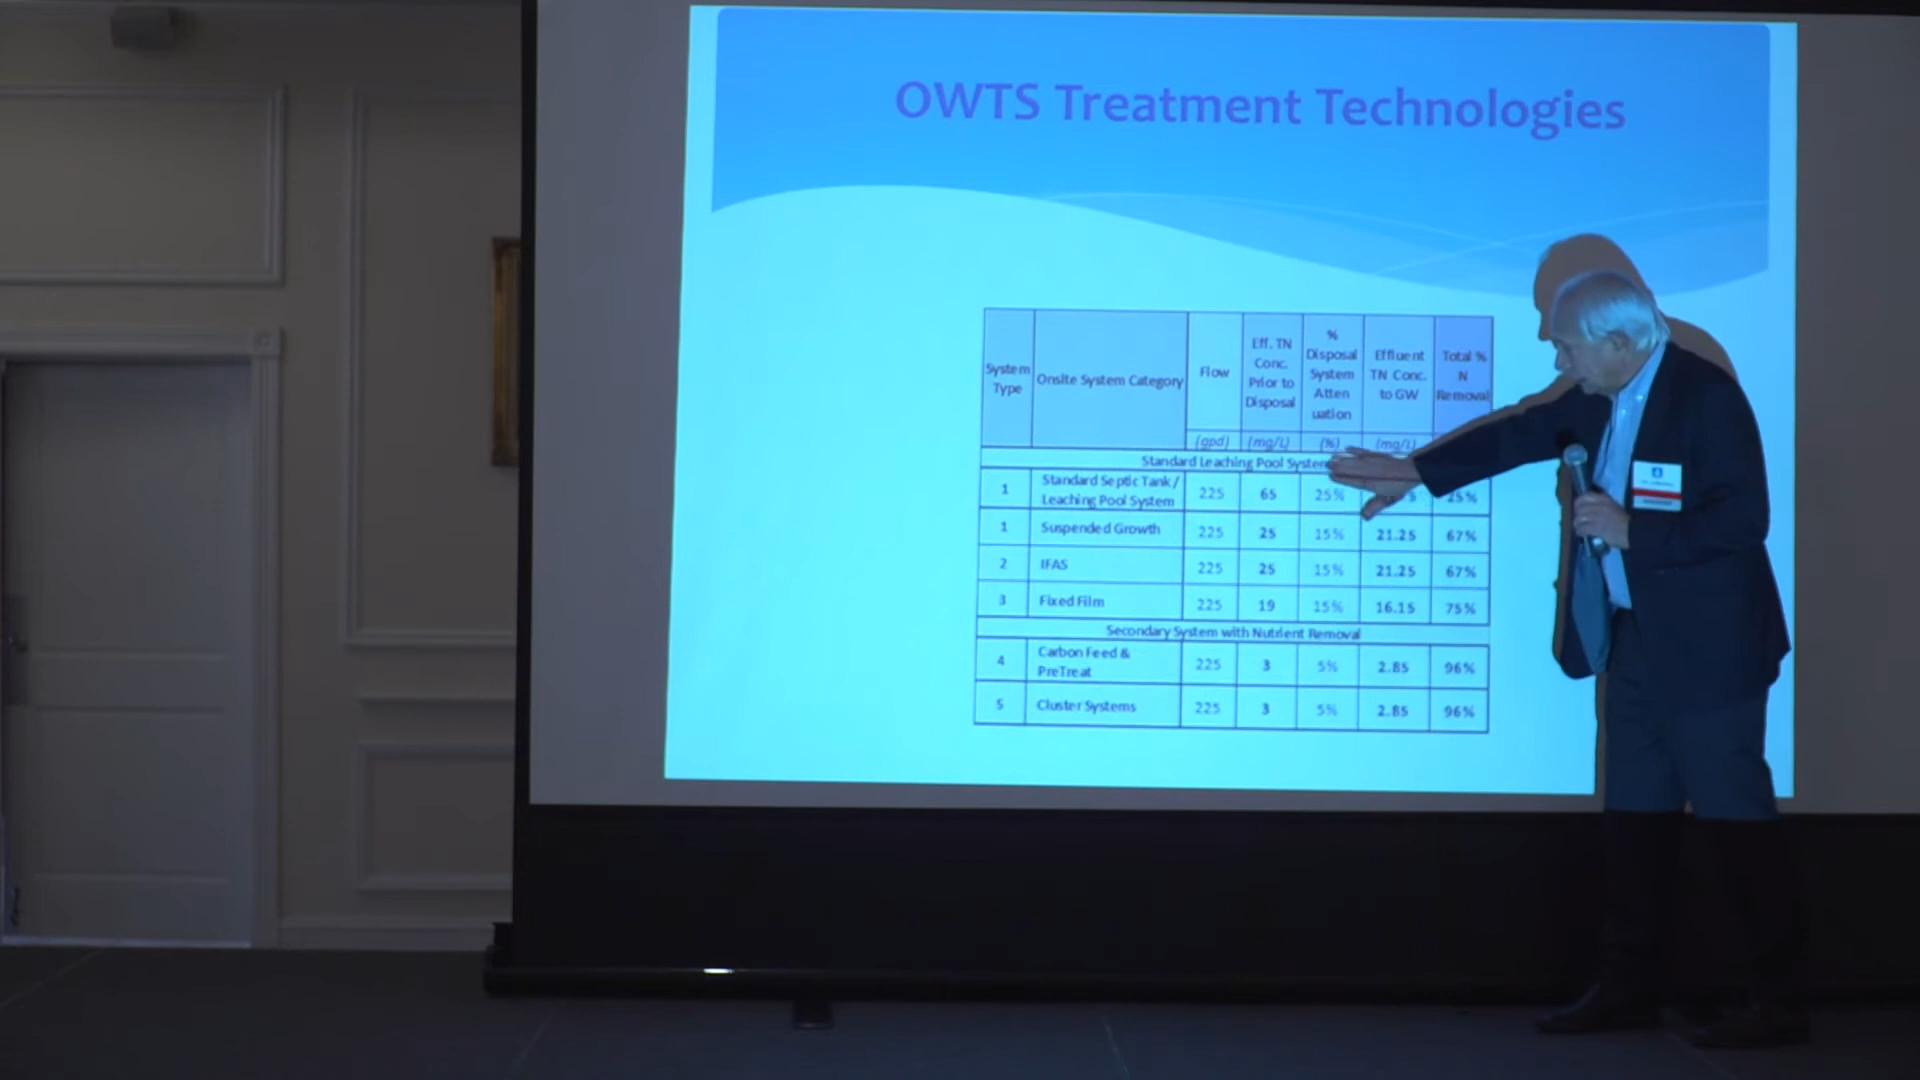 OWTS Treatment Technologies
System Type
Onsite System Category
Flow
Eff. TN Conc. Prior to Disposal
% Disposal System Atten uation
Effluent TN Conc. to GW
Total % N Removal
(gpd) (mg/L) (%) (mg/L)
Standard Leaching Pool System
1 Standard Septic Tank / Leaching Pool System 225 65 25% 25%
1 Suspended Growth 225 25 15% 21.25 67%
2 IFAS 225 25 15% 21.25 67%
3 Fixed Film 225 19 15% 16.15 75%
Secondary System with Nutrient Removal
4 Carbon Feed & PreTreat 225 3 5% 2.85 96%
5 Cluster Systems 225 3 5% 2.85 96%